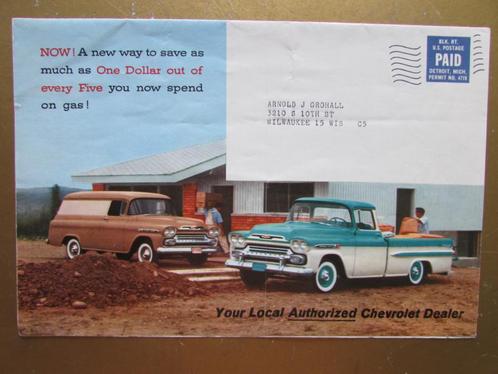 NOW! A new way to save as
much as One Dollar out of
every Five you now spend
on gas!
BLK. RT.
U.S. POSTAGE
PAID
DETROIT, MICH.
PERMIT NO. 4719
ARNOLD J GROHALL
3210 S 10TH ST
MILWAUKEE 15 WIS C5
Your Local Authorized Chevrolet Dealer